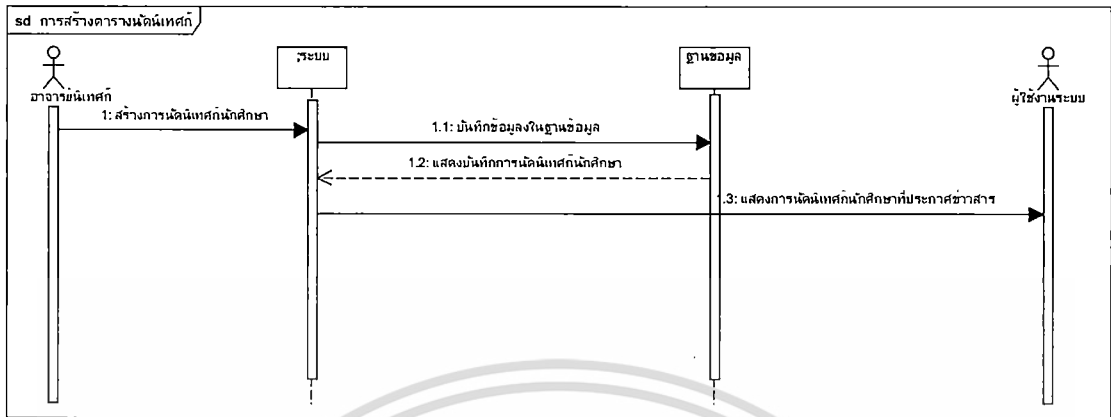 sd การสร้างตารางนัดนิเทศก์
อาจารย์นิเทศก์
:ระบบ
ฐานข้อมูล
ผู้ใช้งานระบบ
1: สร้างการนัดนิเทศก์นักศึกษา
1.1: บันทึกข้อมูลงในฐานข้อมูล
1.2: แสดงบันทึกการนัดนิเทศก์นักศึกษา
1.3: แสดงการนัดนิเทศก์นักศึกษาที่ประกาศข่าวสาร